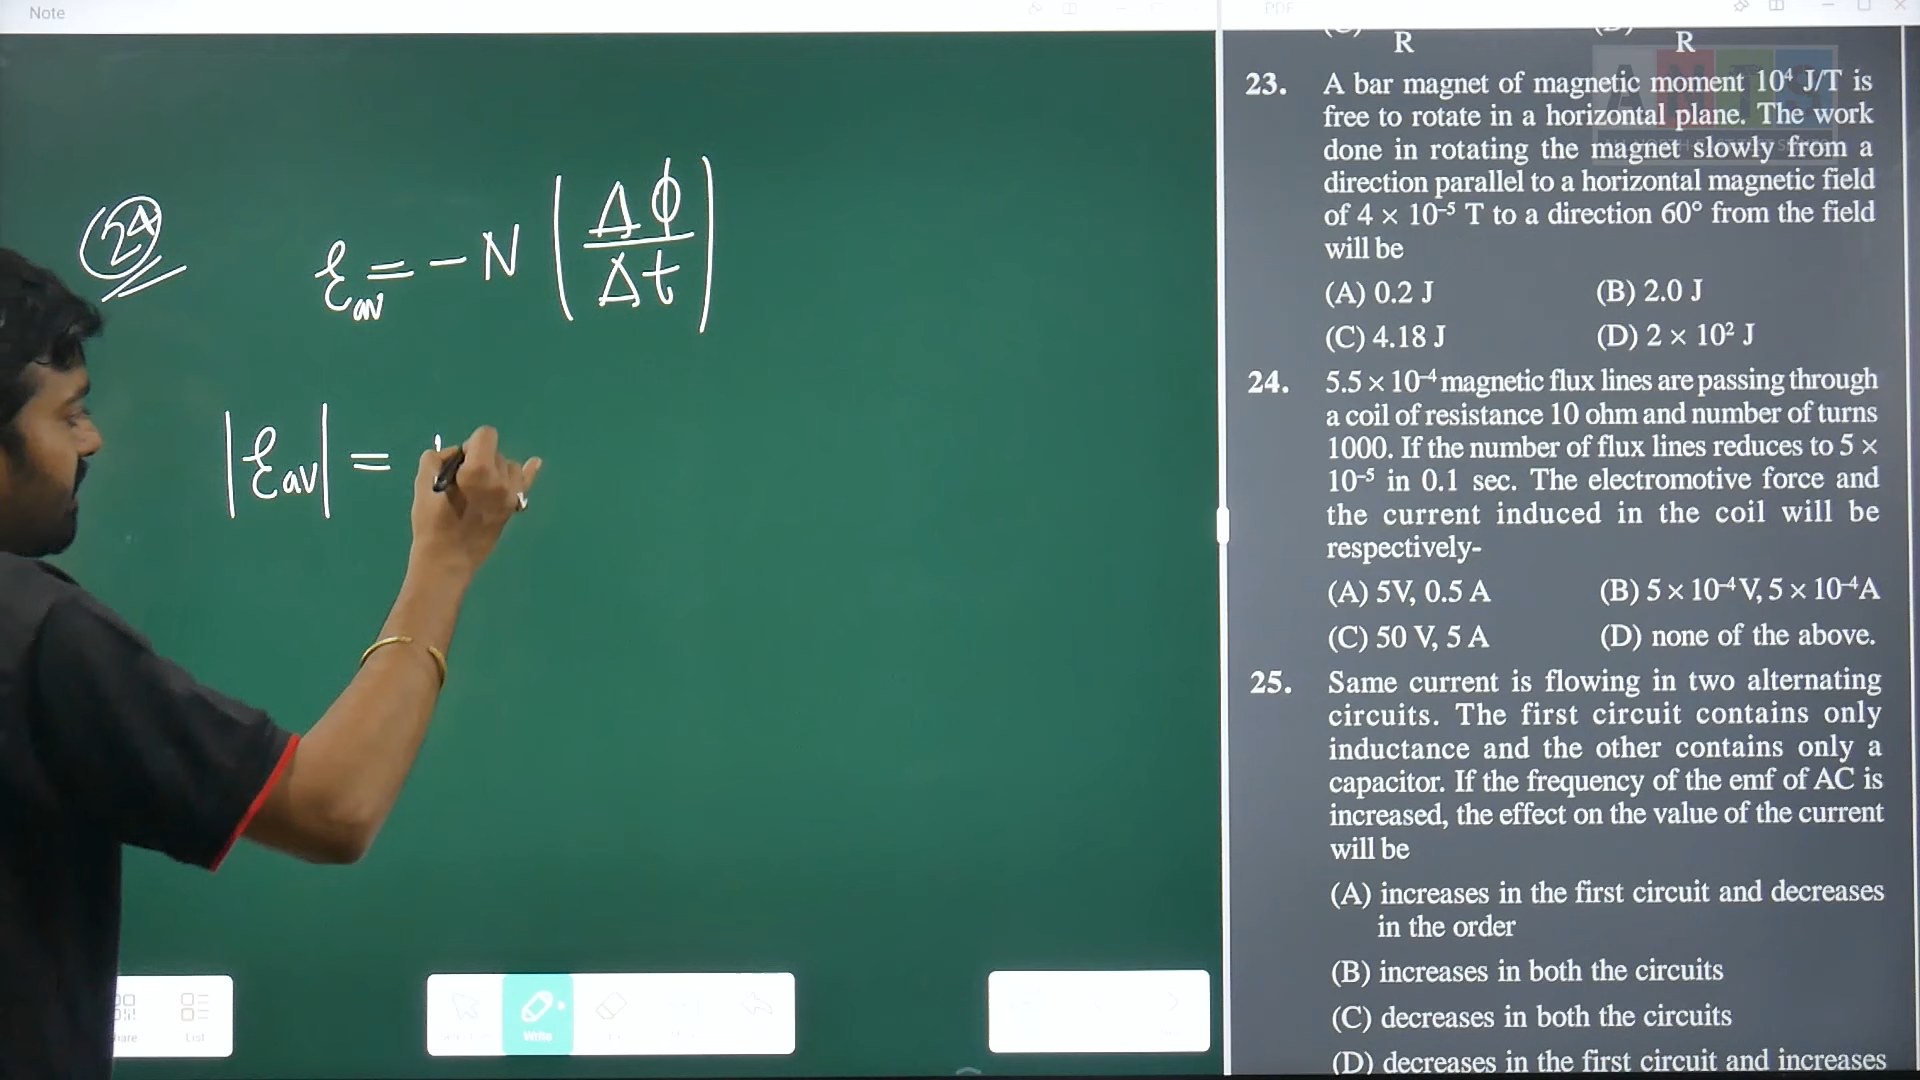 Note
PDF
24
ξav = - N (Δϕ/Δt)
|ξav| =
R R
23. A bar magnet of magnetic moment 10⁴ J/T is
free to rotate in a horizontal plane. The work
done in rotating the magnet slowly from a
direction parallel to a horizontal magnetic field
of 4 × 10⁻⁵ T to a direction 60° from the field
will be
(A) 0.2 J (B) 2.0 J
(C) 4.18 J (D) 2 × 10² J
24. 5.5 × 10⁻⁴ magnetic flux lines are passing through
a coil of resistance 10 ohm and number of turns
1000. If the number of flux lines reduces to 5 ×
10⁻⁵ in 0.1 sec. The electromotive force and
the current induced in the coil will be
respectively-
(A) 5V, 0.5 A (B) 5 × 10⁻⁴ V, 5 × 10⁻⁴ A
(C) 50 V, 5 A (D) none of the above.
25. Same current is flowing in two alternating
circuits. The first circuit contains only
inductance and the other contains only a
capacitor. If the frequency of the emf of AC is
increased, the effect on the value of the current
will be
(A) increases in the first circuit and decreases
in the order
(B) increases in both the circuits
(C) decreases in both the circuits
(D) decreases in the first circuit and increases
List
Write